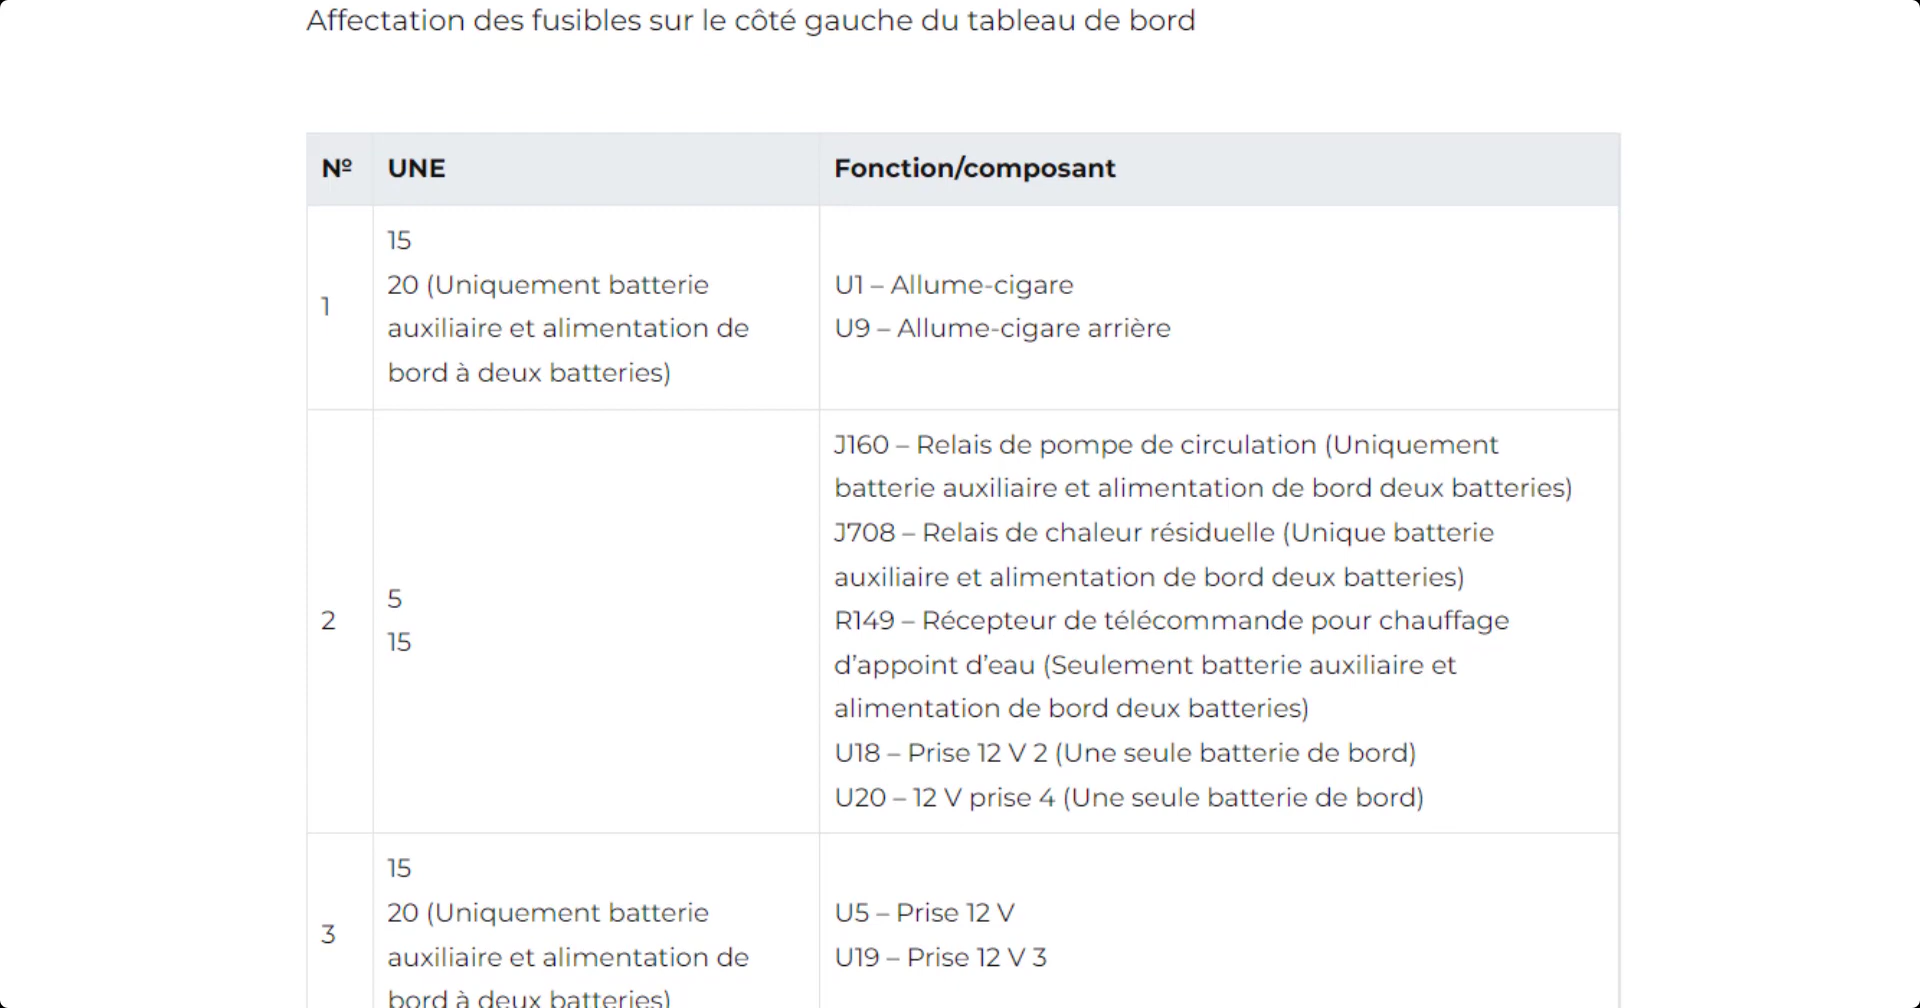 Affectation des fusibles sur le côté gauche du tableau de bord
Nº UNE Fonction/composant
1
15
20 (Uniquement batterie
auxiliaire et alimentation de
bord à deux batteries)
U1 – Allume-cigare
U9 – Allume-cigare arrière
2
5
15
J160 – Relais de pompe de circulation (Uniquement
batterie auxiliaire et alimentation de bord deux batteries)
J708 – Relais de chaleur résiduelle (Unique batterie
auxiliaire et alimentation de bord deux batteries)
R149 – Récepteur de télécommande pour chauffage
d’appoint d’eau (Seulement batterie auxiliaire et
alimentation de bord deux batteries)
U18 – Prise 12 V 2 (Une seule batterie de bord)
U20 – 12 V prise 4 (Une seule batterie de bord)
3
15
20 (Uniquement batterie
auxiliaire et alimentation de
bord à deux batteries)
U5 – Prise 12 V
U19 – Prise 12 V 3